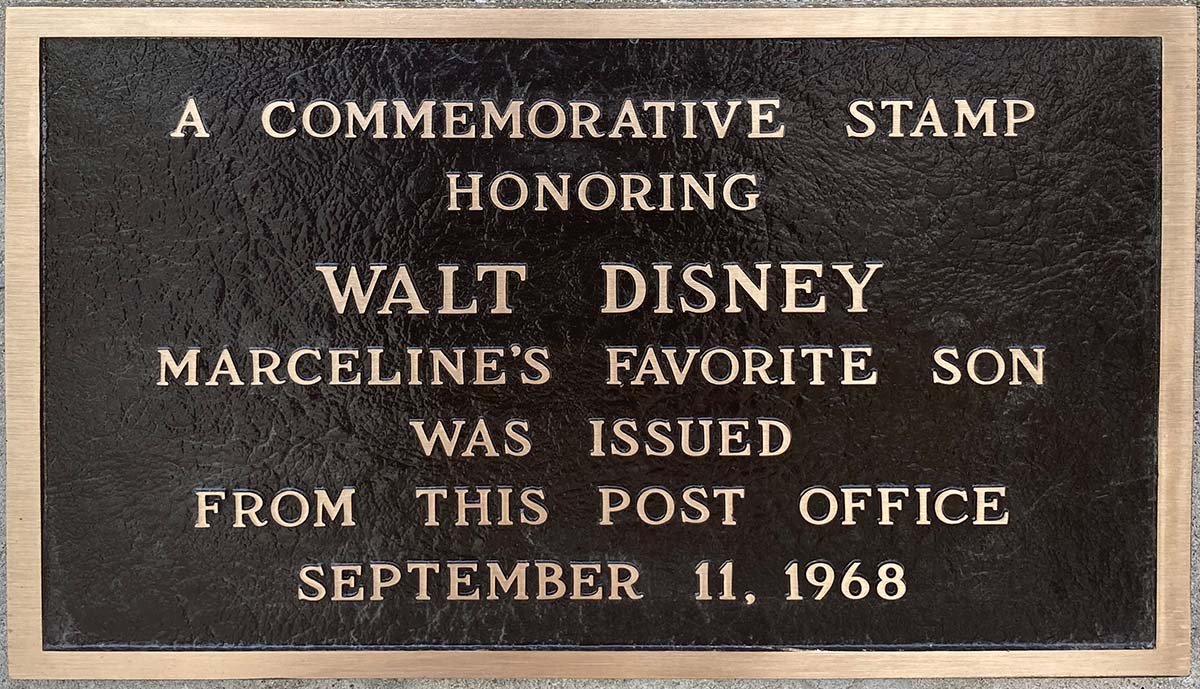 A COMMEMORATIVE STAMP
HONORING
WALT DISNEY
MARCELINE'S FAVORITE SON
WAS ISSUED
FROM THIS POST OFFICE
SEPTEMBER 11, 1968